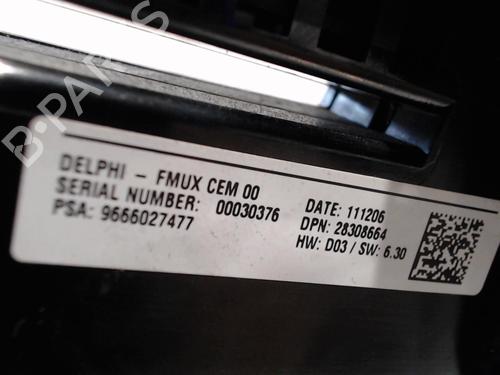 B-PARTS
DELPHI - FMUX CEM 00
SERIAL NUMBER: 00030376
PSA: 9666027477
DATE: 111206
DPN: 28308664
HW: D03 / SW: 6.30